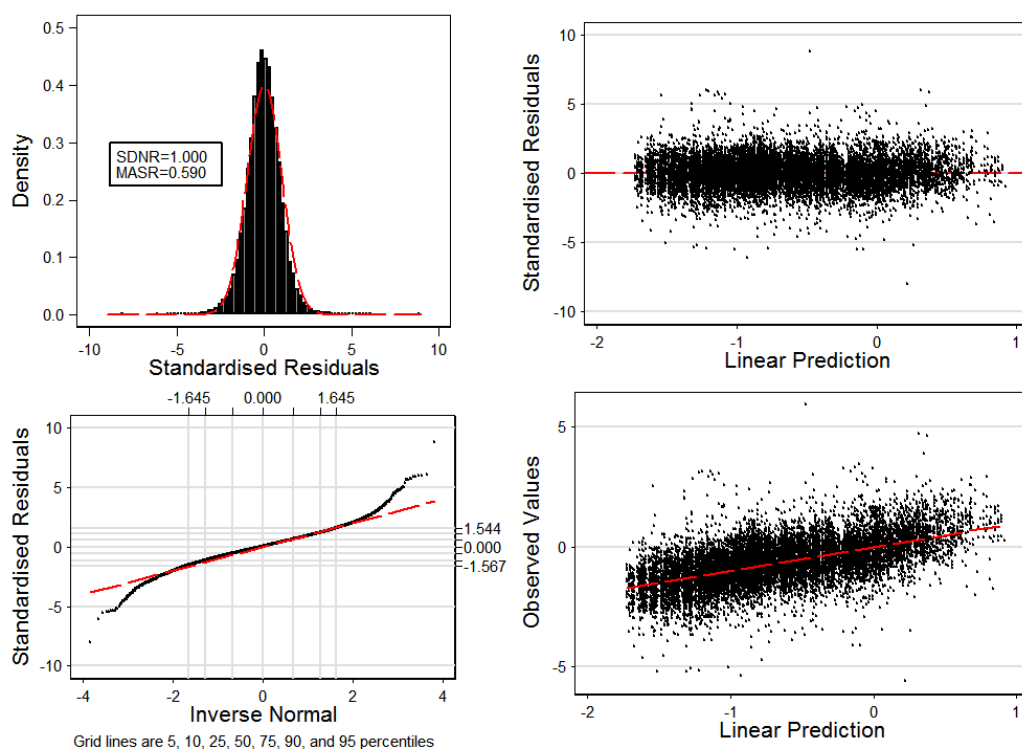 0.5
0.4
0.3
0.2
0.1
0.0
Density
SDNR=1.000
MASR=0.590
-10 -5 0 5 10
Standardised Residuals
10
5
0
-5
-10
Standardised Residuals
-2 -1 0 1
Linear Prediction
-1.645 0.000 1.645
10
5
0
-5
-10
Standardised Residuals
1.544
0.000
-1.567
-4 -2 0 2 4
Inverse Normal
Grid lines are 5, 10, 25, 50, 75, 90, and 95 percentiles
5
0
-5
Observed Values
-2 -1 0 1
Linear Prediction